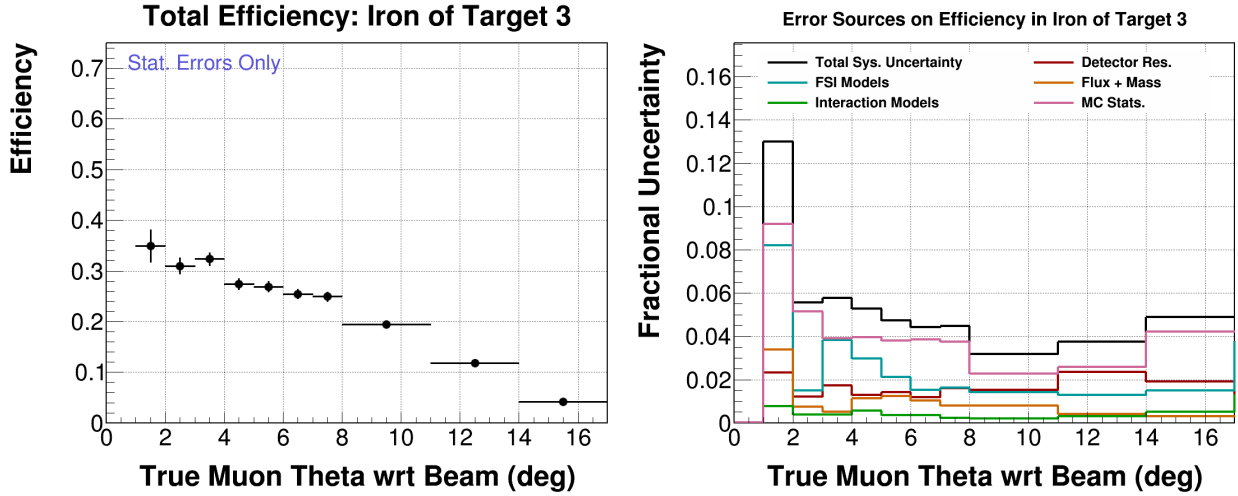 Total Efficiency: Iron of Target 3
Stat. Errors Only
Efficiency
0.7
0.6
0.5
0.4
0.3
0.2
0.1
0
0 2 4 6 8 10 12 14 16
True Muon Theta wrt Beam (deg)
Error Sources on Efficiency in Iron of Target 3
Total Sys. Uncertainty
FSI Models
Interaction Models
Detector Res.
Flux + Mass
MC Stats.
Fractional Uncertainty
0.16
0.14
0.12
0.1
0.08
0.06
0.04
0.02
0
0 2 4 6 8 10 12 14 16
True Muon Theta wrt Beam (deg)